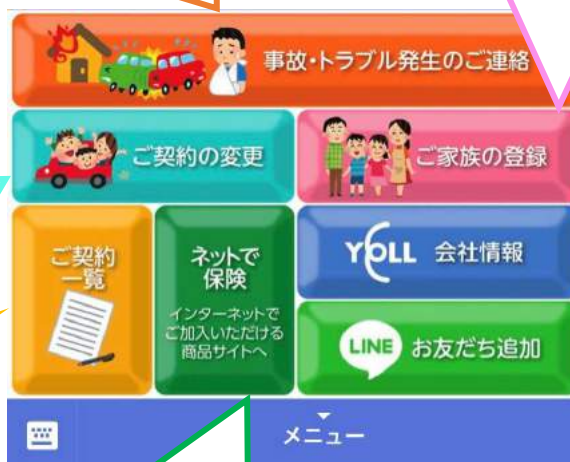 事故・トラブル発生のご連絡
ご契約の変更
ご家族の登録
ご契約
一覧
ネットで
保険
インターネットで
ご加入いただける
商品サイトへ
YOLL 会社情報
LINE お友だち追加
メニュー